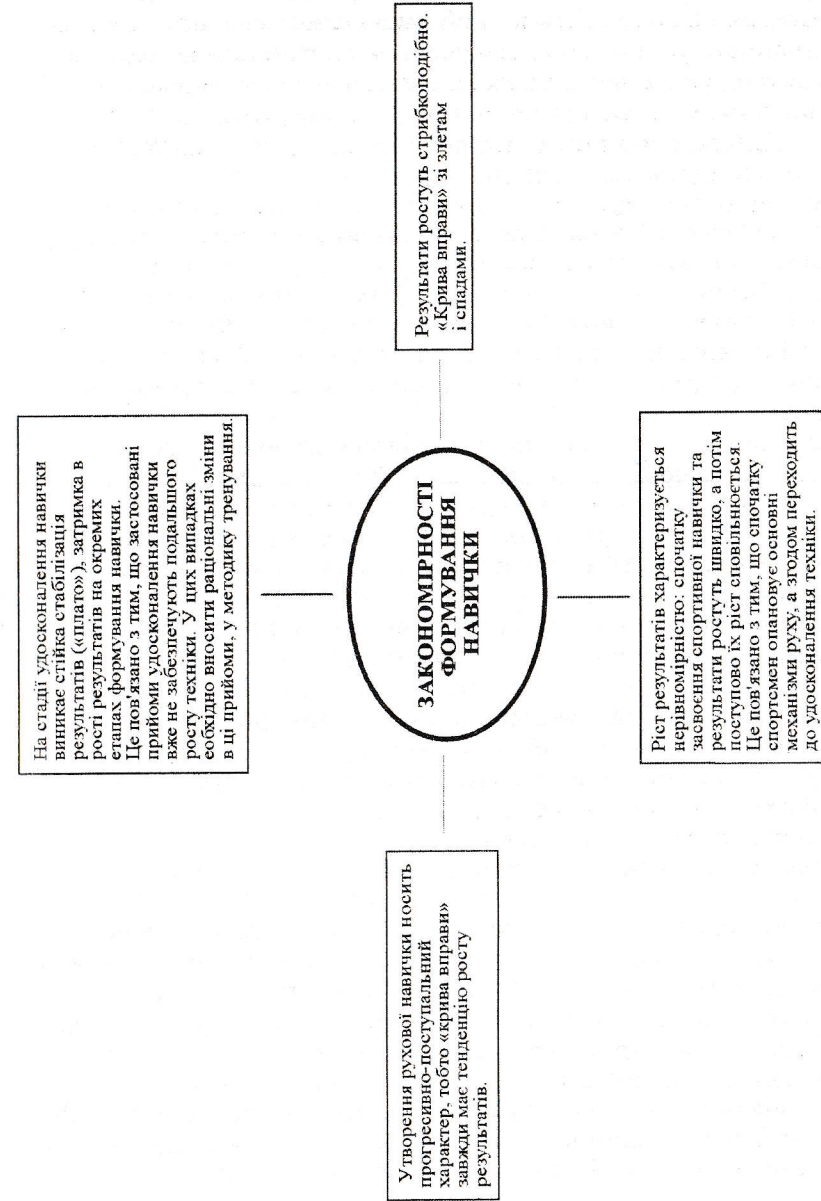 На стадії удосконалення навички
виникає стійка стабілізація
результатів («плато»), затримка в
рості результатів на окремих
етапах формування навички.
Це пов'язано з тим, що застосовані
прийоми удосконалення навички
вже не забезпечують подальшого
росту техніки. У цих випадках
еобхідно вносити раціональні зміни
в ці прийоми, у методику тренування.
Утворення рухової навички носить
прогресивно-поступальний
характер, тобто «крива вправи»
завжди має тенденцію росту
результатів.
ЗАКОНОМІРНОСТІ
ФОРМУВАННЯ
НАВИЧКИ
Результати ростуть стрибкоподібно.
«Крива вправи» зі злетам
і спадами.
Ріст результатів характеризується
нерівномірністю: спочатку
засвоєння спортивної навички та
результати ростуть швидко, а потім
поступово їх ріст сповільнюється.
Це пов'язано з тим, що спочатку
спортсмен опановує основні
механізми руху, а згодом переходить
до удосконалення техніки.